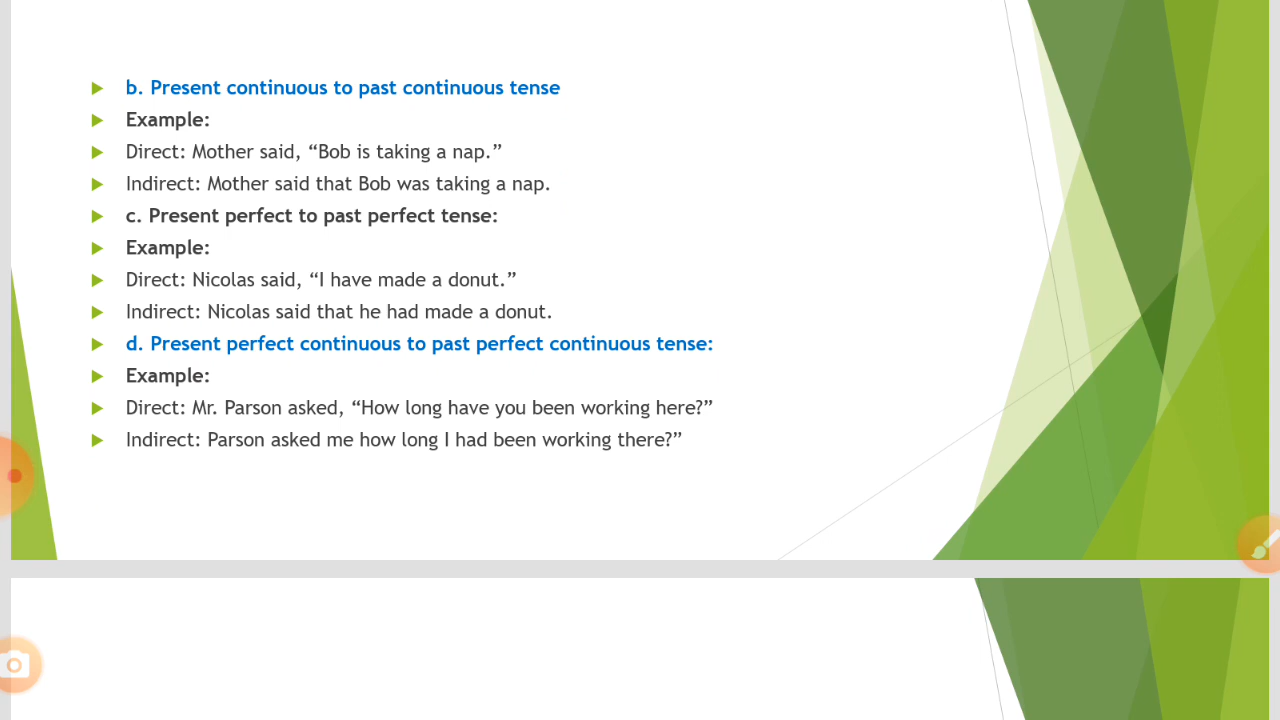 b. Present continuous to past continuous tense
Example:
Direct: Mother said, “Bob is taking a nap.”
Indirect: Mother said that Bob was taking a nap.
c. Present perfect to past perfect tense:
Example:
Direct: Nicolas said, “I have made a donut.”
Indirect: Nicolas said that he had made a donut.
d. Present perfect continuous to past perfect continuous tense:
Example:
Direct: Mr. Parson asked, “How long have you been working here?”
Indirect: Parson asked me how long I had been working there?”